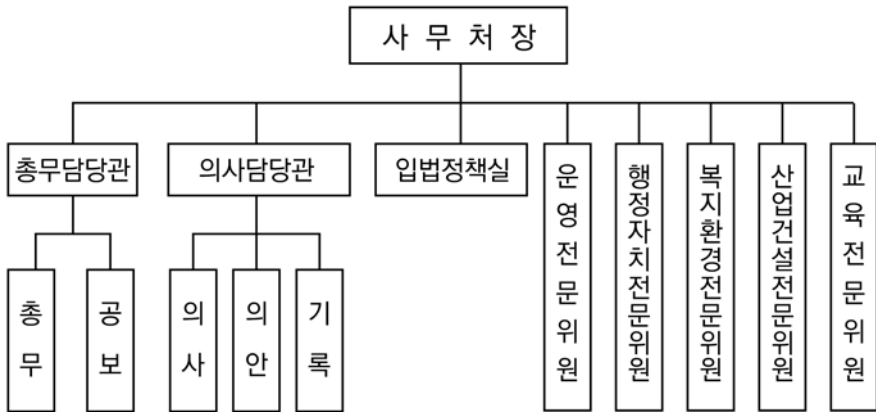 사 무 처 장
총무담당관
의사담당관
입법정책실
운영전문위원
행정자치전문위원
복지환경전문위원
산업건설전문위원
교육전문위원
총무
공보
의사
의안
기록